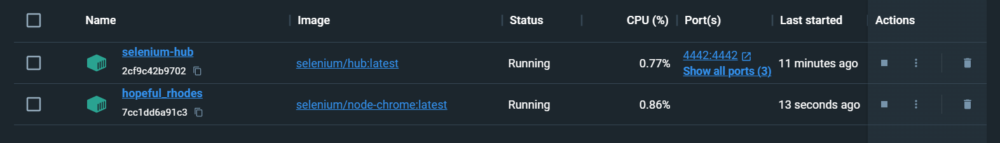 Name Image Status CPU (%) Port(s) Last started Actions
selenium-hub
2cf9c42b9702
selenium/hub:latest Running 0.77%
4442:4442
Show all ports (3)
11 minutes ago
hopeful_rhodes
7cc1dd6a91c3
selenium/node-chrome:latest Running 0.86% 13 seconds ago